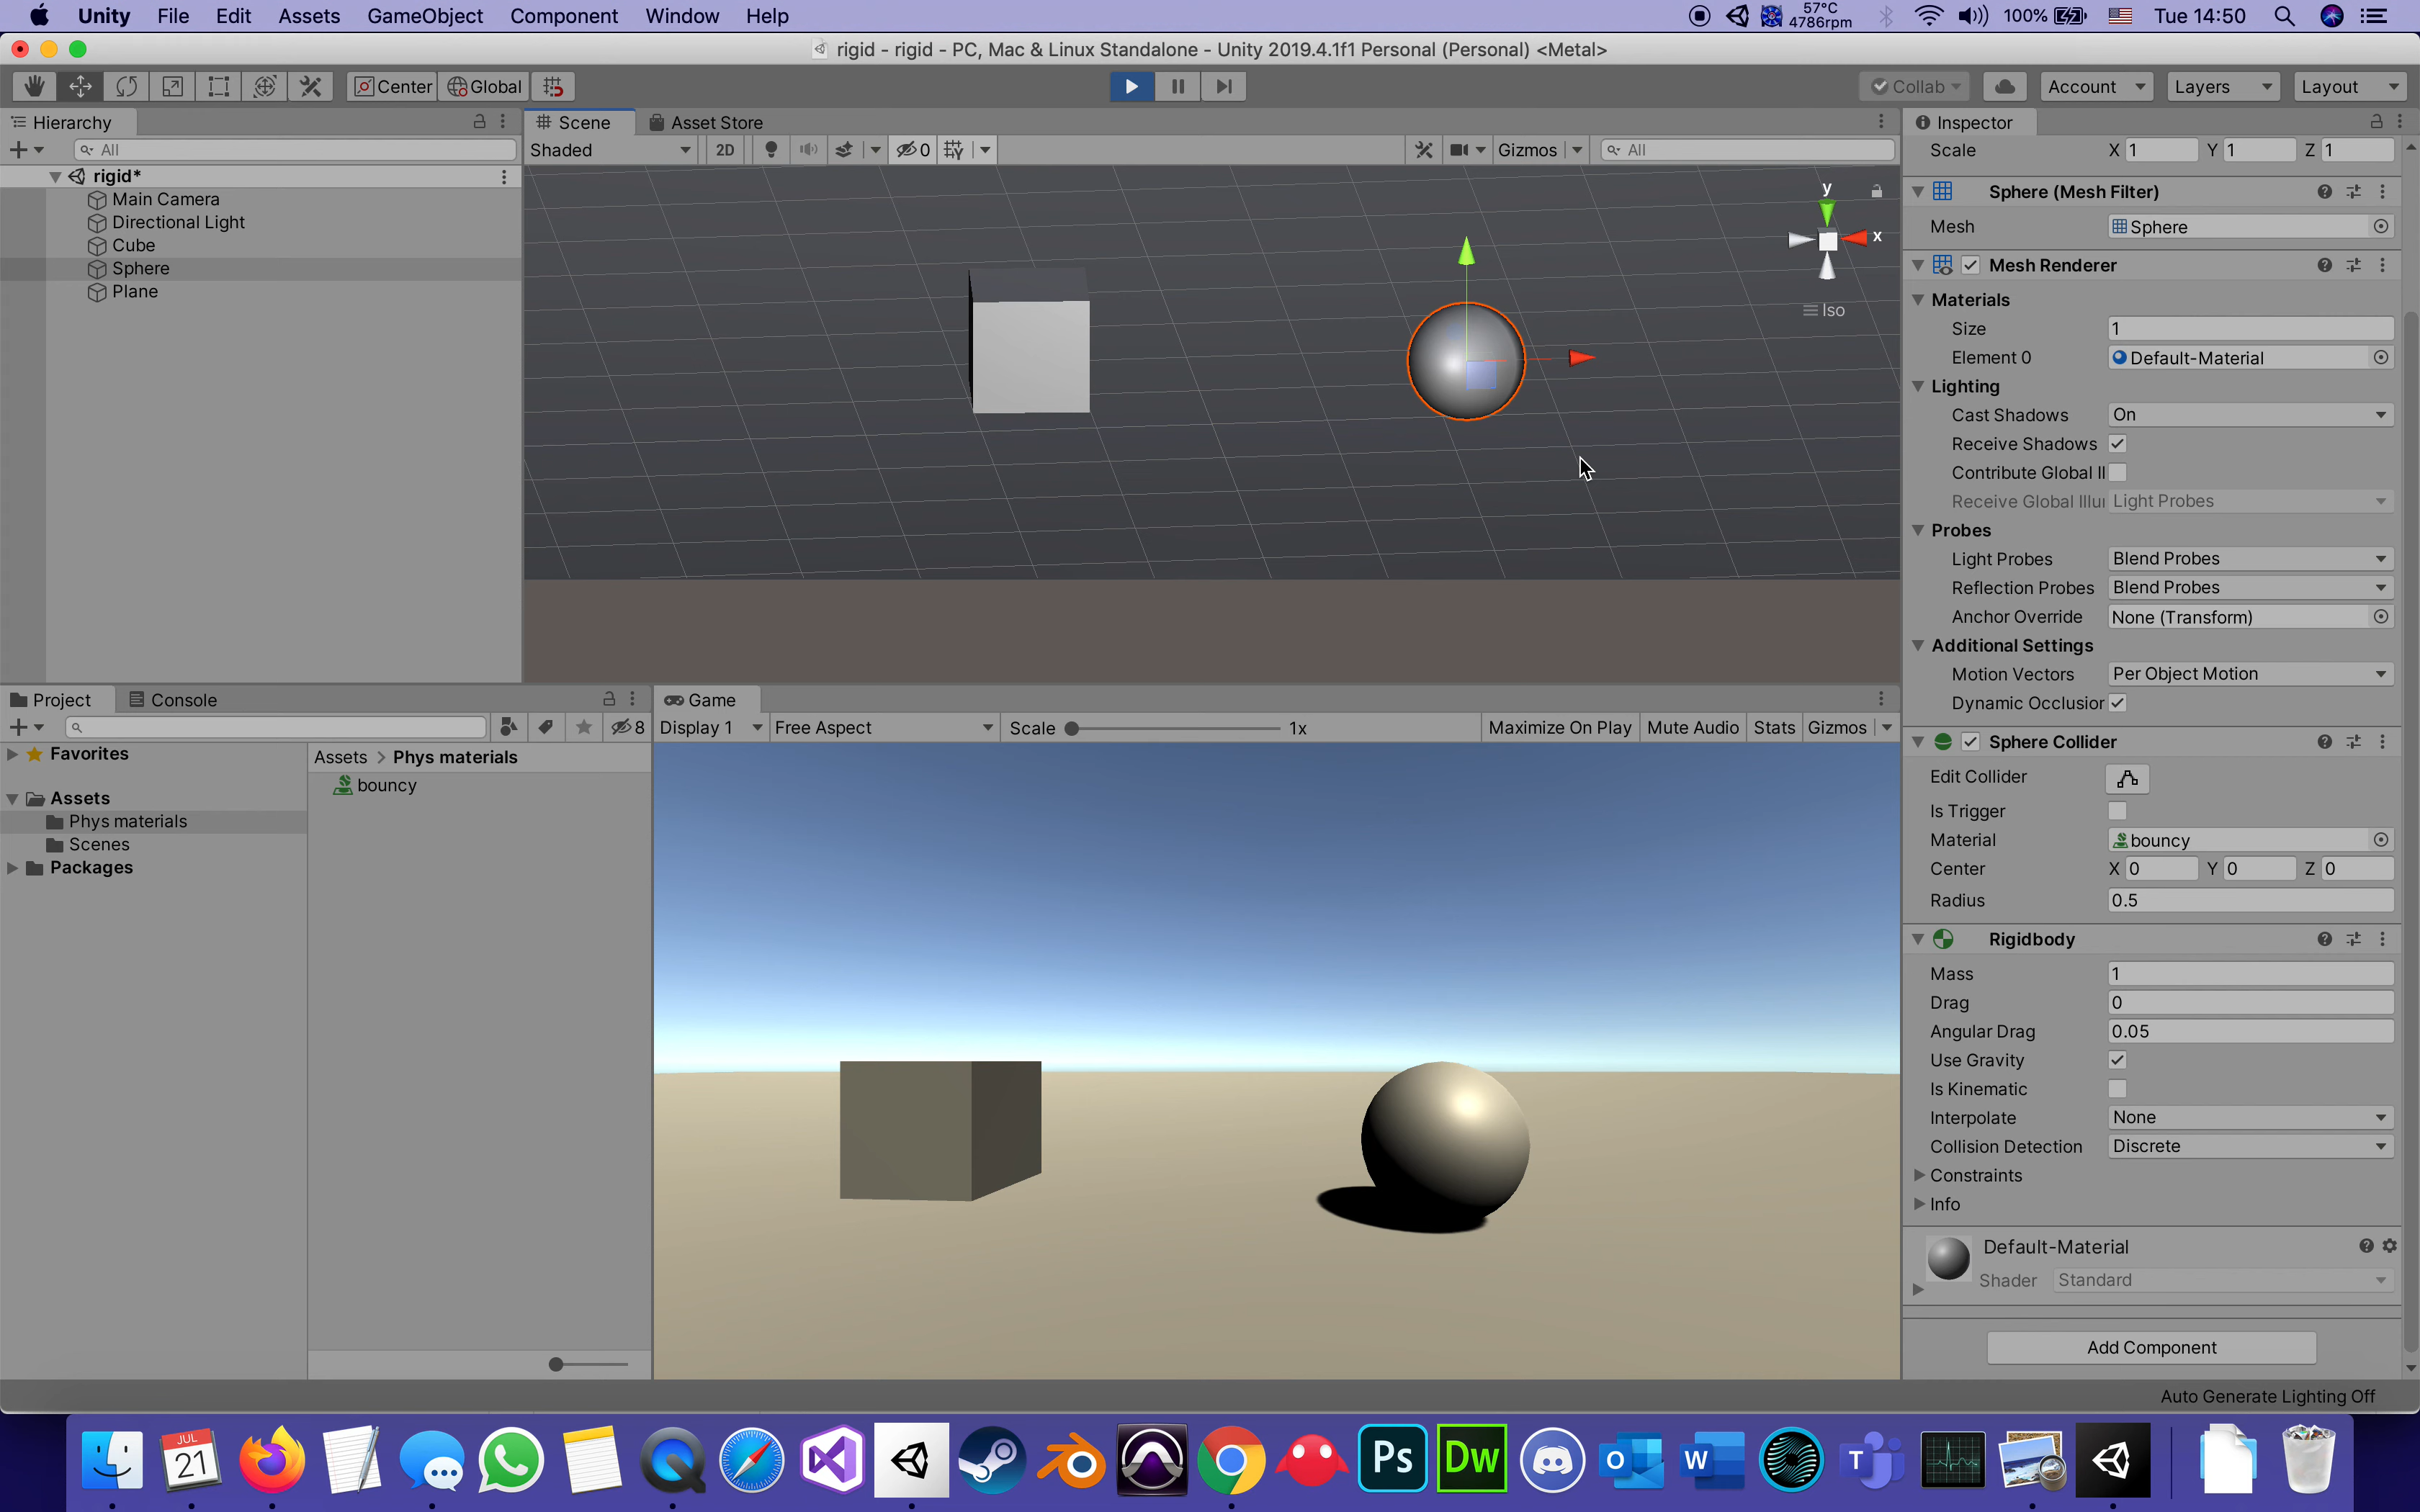 Unity File Edit Assets GameObject Component Window Help 57°C 4786rpm 100% Tue 14:50
rigid - rigid - PC, Mac & Linux Standalone - Unity 2019.4.1f1 Personal (Personal) <Metal>
Center Global Collab Account Layers Layout
Hierarchy
All
rigid*
Main Camera
Directional Light
Cube
Sphere
Plane
Scene Asset Store
Shaded 2D 0 Gizmos All
y
x
Iso
Project Console
8
Favorites
Assets
Phys materials
Scenes
Packages
Assets > Phys materials
bouncy
Game
Display 1 Free Aspect Scale 1x Maximize On Play Mute Audio Stats Gizmos
Inspector
Scale X 1 Y 1 Z 1
Sphere (Mesh Filter)
Mesh Sphere
Mesh Renderer
Materials
Size 1
Element 0 Default-Material
Lighting
Cast Shadows On
Receive Shadows
Contribute Global Il
Receive Global Illu Light Probes
Probes
Light Probes Blend Probes
Reflection Probes Blend Probes
Anchor Override None (Transform)
Additional Settings
Motion Vectors Per Object Motion
Dynamic Occlusior
Sphere Collider
Edit Collider
Is Trigger
Material bouncy
Center X 0 Y 0 Z 0
Radius 0.5
Rigidbody
Mass 1
Drag 0
Angular Drag 0.05
Use Gravity
Is Kinematic
Interpolate None
Collision Detection Discrete
Constraints
Info
Default-Material
Shader Standard
Add Component
Auto Generate Lighting Off
JUL
21
Ps Dw O W T